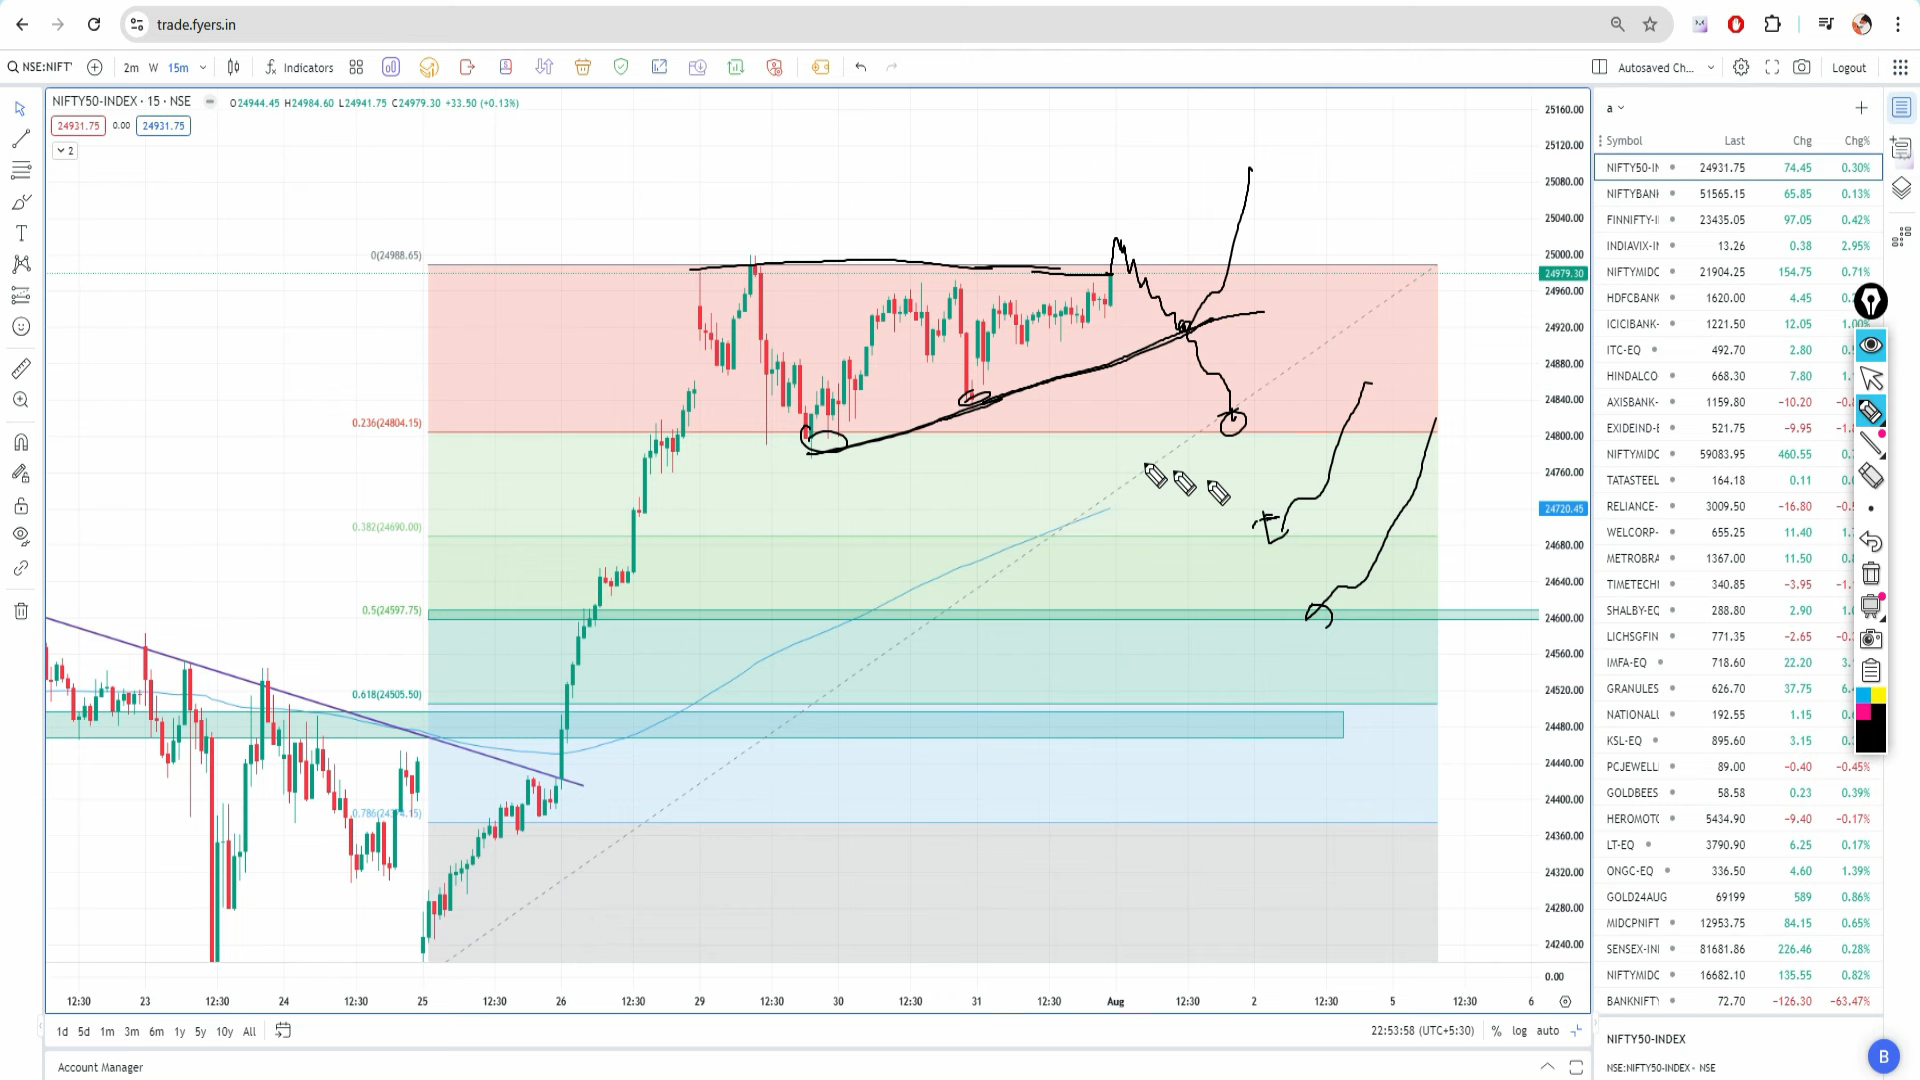 trade.fyers.in
NSE:NIFT'
2m W 15m
Indicators
Autosaved Ch...
Logout
NIFTY50-INDEX · 15 · NSE
O24944.45 H24984.60 L24941.75 C24979.30 +33.50 (+0.13%)
24931.75 0.00 24931.75
2
0(24988.65)
0.236(24804.15)
0.382(24690.00)
0.5(24597.75)
0.618(24505.50)
25160.00
25120.00
25080.00
25040.00
25000.00
24979.30
24960.00
24920.00
24880.00
24840.00
24800.00
24760.00
24720.45
24680.00
24640.00
24600.00
24560.00
24520.00
24480.00
24440.00
24400.00
24360.00
24320.00
24280.00
24240.00
0.00
12:30 23 12:30 24 12:30 25 12:30 26 12:30 29 12:30 30 12:30 31 12:30 Aug 12:30 2 12:30 5 12:30 6
1d 5d 1m 3m 6m 1y 5y 10y All
22:53:58 (UTC+5:30) % log auto
Account Manager
a
Symbol Last Chg Chg%
NIFTY50-IN 24931.75 74.45 0.30%
NIFTYBANK 51565.15 65.85 0.13%
FINNIFTY-I 23435.05 97.05 0.42%
INDIAVIX-IN 13.26 0.38 2.95%
NIFTYMIDC 21904.25 154.75 0.71%
HDFCBANK 1620.00 4.45
ICICIBANK- 1221.50 12.05 1.00%
ITC-EQ 492.70 2.80
HINDALCO 668.30 7.80
AXISBANK- 1159.80 -10.20
EXIDEIND-E 521.75 -9.95
NIFTYMIDC 59083.95 460.55
TATASTEEL 164.18 0.11
RELIANCE- 3009.50 -16.80
WELCORP- 655.25 11.40
METROBRA 1367.00 11.50
TIMETECH 340.85 -3.95
SHALBY-EQ 288.80 2.90
LICHSGFIN 771.35 -2.65
IMFA-EQ 718.60 22.20
GRANULES 626.70 37.75
NATIONAL 192.55 1.15
KSL-EQ 895.60 3.15
PCJEWELL 89.00 -0.40 -0.45%
GOLDBEES 58.58 0.23 0.39%
HEROMOTO 5434.90 -9.40 -0.17%
LT-EQ 3790.90 6.25 0.17%
ONGC-EQ 336.50 4.60 1.39%
GOLD24AUG 69199 589 0.86%
MIDCPNIFT 12953.75 84.15 0.65%
SENSEX-IN 81681.86 226.46 0.28%
NIFTYMIDC 16682.10 135.55 0.82%
BANKNIFTY 72.70 -126.30 -63.47%
NIFTY50-INDEX
NSE:NIFTY50-INDEX - NSE
B